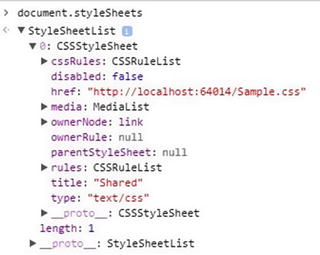 > document.styleSheets
<· ▼ StyleSheetList i
▼ 0: CSSStyleSheet
▶ cssRules: CSSRuleList
disabled: false
href: "http://localhost:64014/Sample.css"
▶ media: MediaList
▶ ownerNode: link
ownerRule: null
parentStyleSheet: null
▶ rules: CSSRuleList
title: "Shared"
type: "text/css"
▶ __proto__: CSSStyleSheet
length: 1
▶ __proto__: StyleSheetList